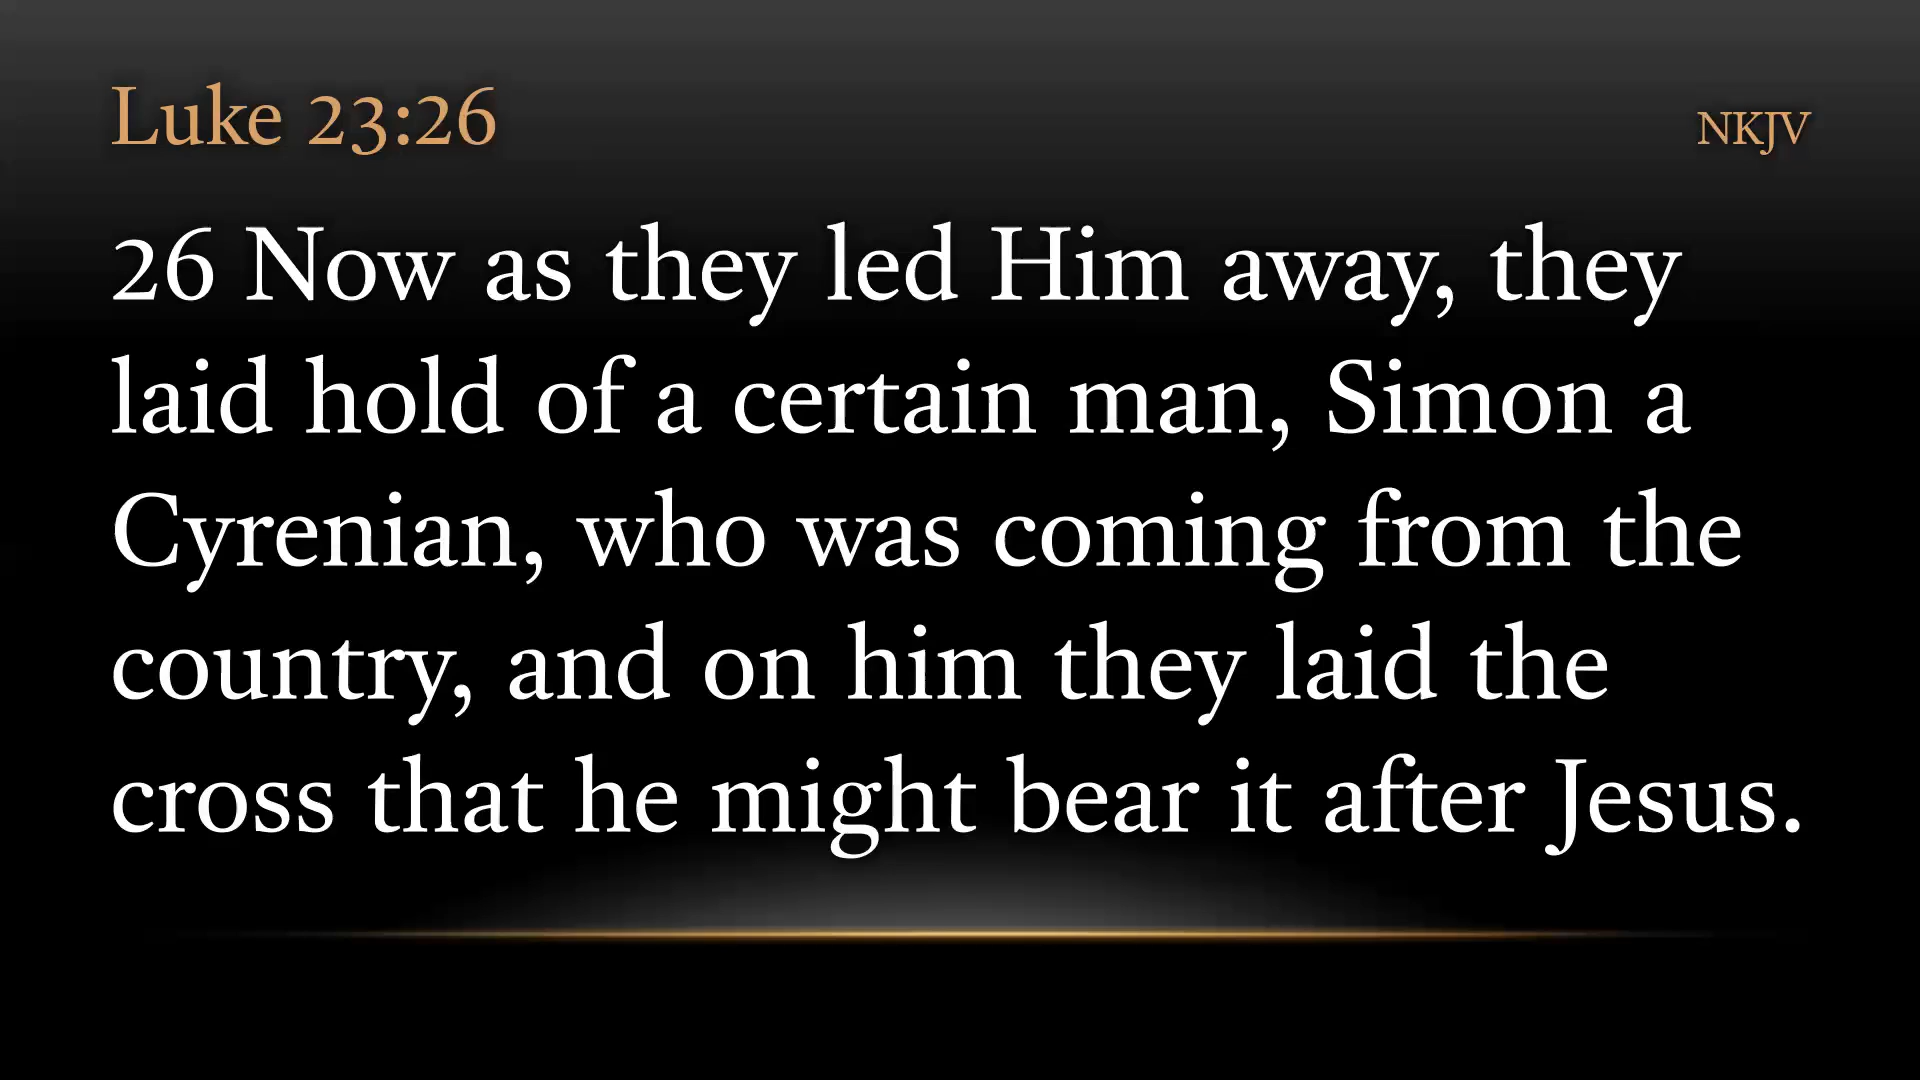 Luke 23:26
NKJV
26 Now as they led Him away, they
laid hold of a certain man, Simon a
Cyrenian, who was coming from the
country, and on him they laid the
cross that he might bear it after Jesus.